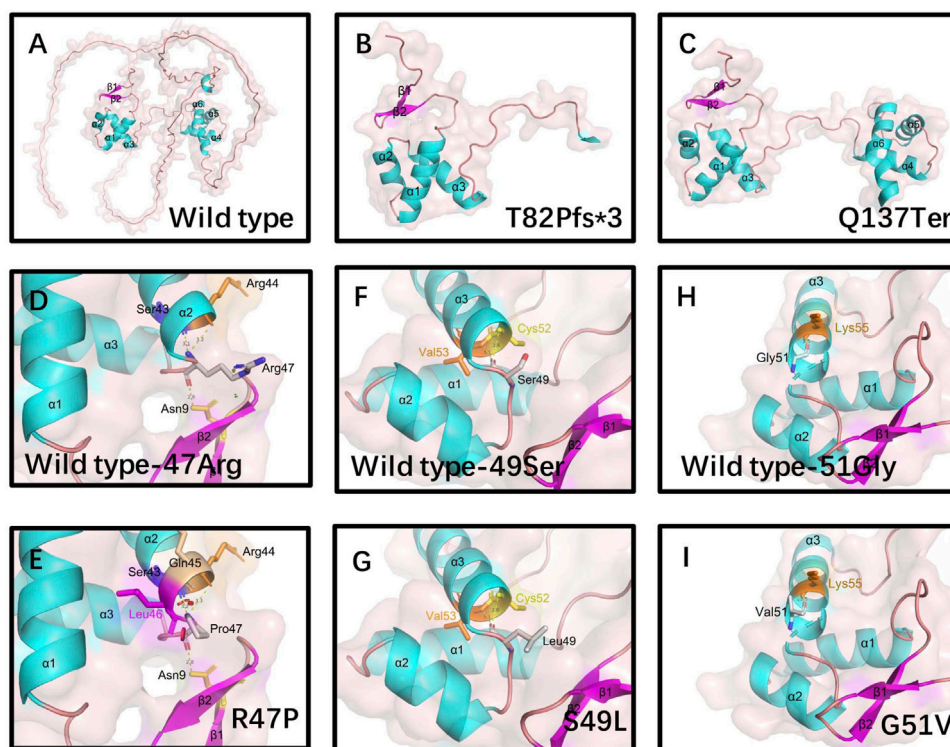 A
β1
β2
α2
α1
α3
α6
α5
α4
Wild type
B
β1
β2
α2
α1
α3
T82Pfs*3
C
β1
β2
α2
α1
α3
α6
α5
α4
Q137Ter
D
Ser43
α2
Arg44
α3
Arg47
α1
Asn9
β2
Wild type-47Arg
F
α3
Cys52
Val53
α1
Ser49
α2
β1
β2
Wild type-49Ser
H
α3
Lys55
Gly51
α1
α2
β1
β2
Wild type-51Gly
E
α2
Gln45
Arg44
Ser43
Leu46
α3
Pro47
α1
Asn9
β2
β1
R47P
G
α3
Cys52
Val53
α1
Leu49
α2
β1
β2
S49L
I
α3
Lys55
Val51
α1
α2
β1
β2
G51V